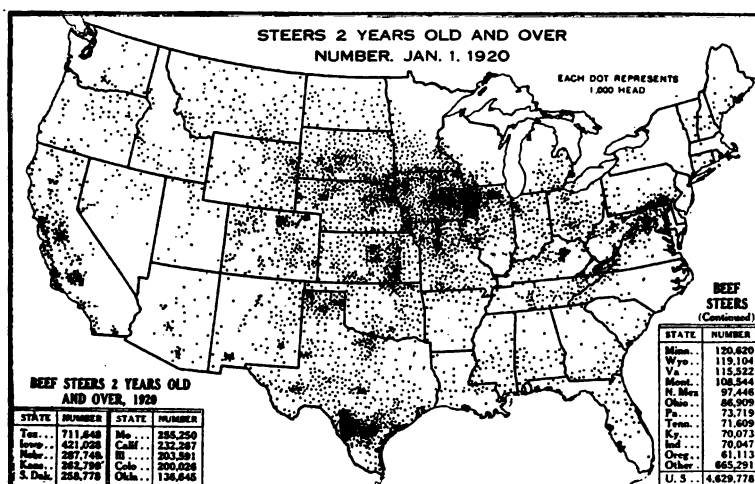 STEERS 2 YEARS OLD AND OVER
NUMBER. JAN. 1. 1920
EACH DOT REPRESENTS
1,000 HEAD
BEEF STEERS 2 YEARS OLD
AND OVER, 1920
STATE NUMBER STATE NUMBER
Tex... 711,648 Mo... 255,250
Iowa.. 421,028 Calif 232,267
Nebr. 287,748 Ill... 203,591
Kans. 262,798 Colo 200,026
S. Dak. 258,778 Okla 136,645
BEEF
STEERS
(Continued)
STATE NUMBER
Minn.. 120,620
Wyo.. 119,104
Va... 115,522
Mont. 108,544
N. Mex 97,446
Ohio.. 86,909
Pa... 73,719
Tenn. 71,609
Ky... 70,073
Ind... 70,047
Oreg.. 61,113
Other 665,291
U. S.. 4,629,778